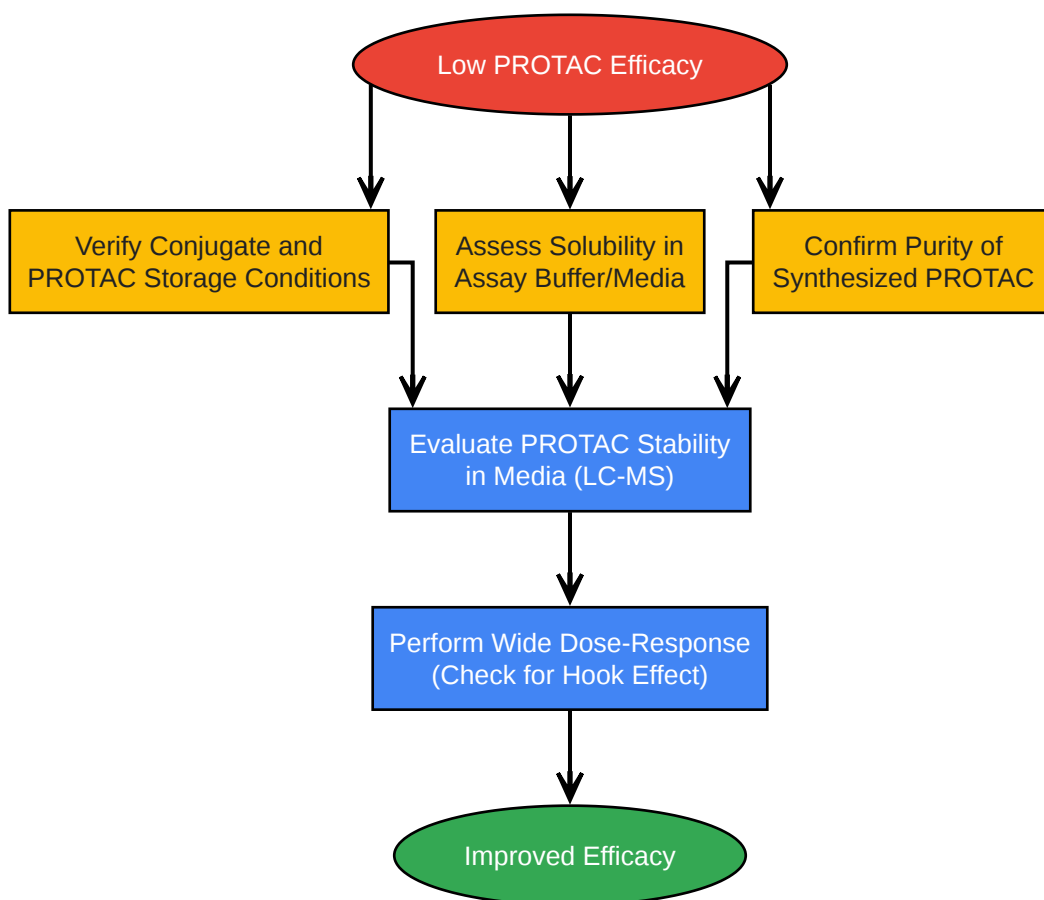 Low PROTAC Efficacy
Verify Conjugate and
PROTAC Storage Conditions
Assess Solubility in
Assay Buffer/Media
Confirm Purity of
Synthesized PROTAC
Evaluate PROTAC Stability
in Media (LC-MS)
Perform Wide Dose-Response
(Check for Hook Effect)
Improved Efficacy